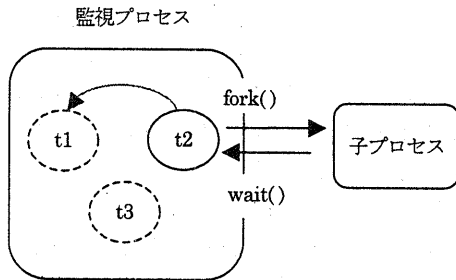 監視プロセス
fork()
t1
t2
子プロセス
wait()
t3